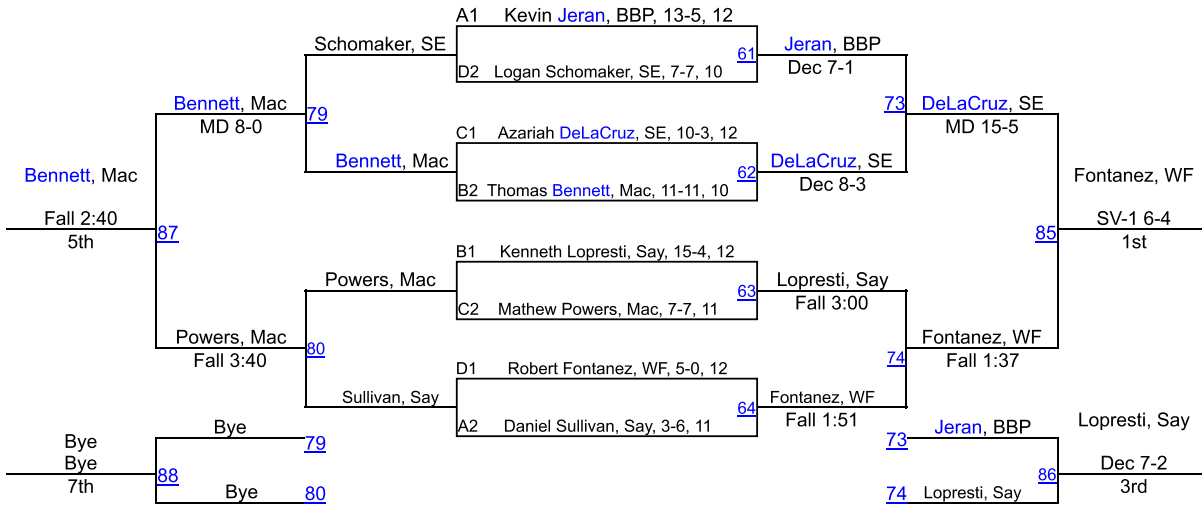 A1 Kevin Jeran, BBP, 13-5, 12
Schomaker, SE
61
Jeran, BBP
D2 Logan Schomaker, SE, 7-7, 10
Dec 7-1
Bennett, Mac
MD 8-0
79
73
DeLaCruz, SE
MD 15-5
C1 Azariah DeLaCruz, SE, 10-3, 12
Bennett, Mac
62
DeLaCruz, SE
Dec 8-3
B2 Thomas Bennett, Mac, 11-11, 10
Bennett, Mac
Fall 2:40
5th
87
Fontanez, WF
SV-1 6-4
1st
85
B1 Kenneth Lopresti, Say, 15-4, 12
Powers, Mac
63
Lopresti, Say
Fall 3:00
C2 Mathew Powers, Mac, 7-7, 11
Powers, Mac
Fall 3:40
80
74
Fontanez, WF
Fall 1:37
D1 Robert Fontanez, WF, 5-0, 12
Sullivan, Say
64
Fontanez, WF
Fall 1:51
A2 Daniel Sullivan, Say, 3-6, 11
Bye
Bye
7th
Bye
79
88
Bye
80
73
Jeran, BBP
Lopresti, Say
86
Dec 7-2
3rd
74
Lopresti, Say